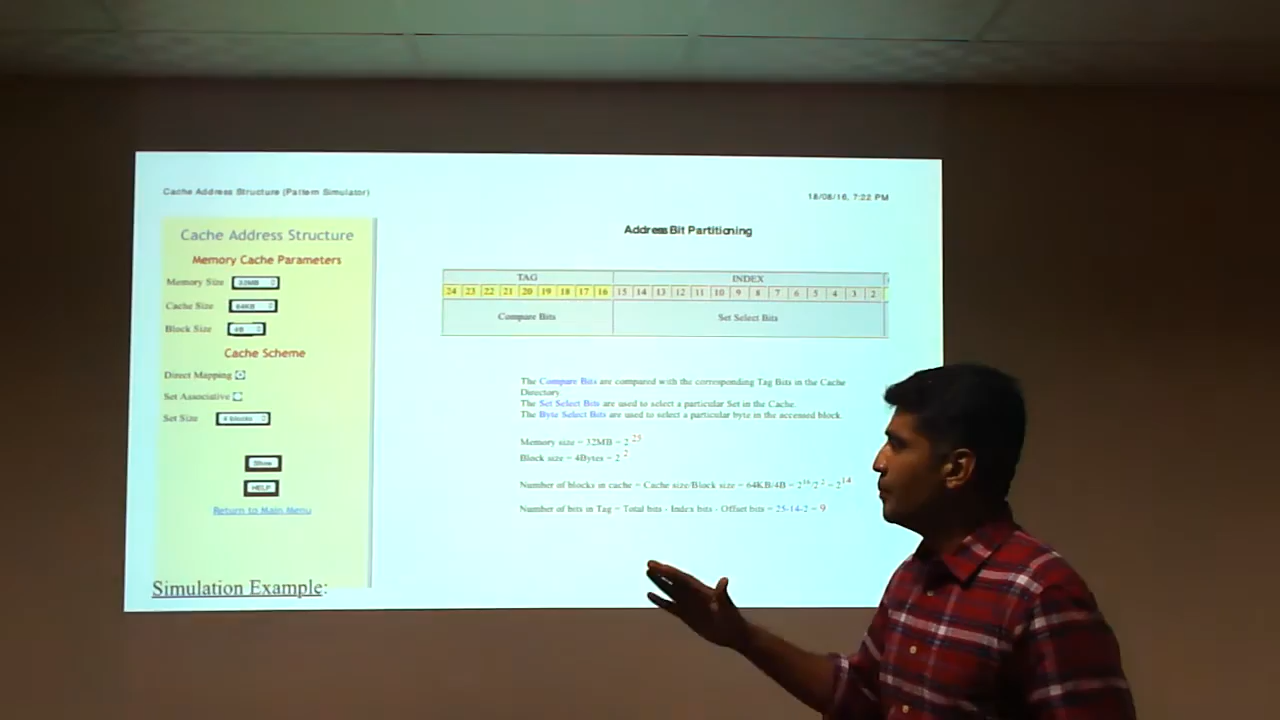 Cache Address Structure (Pattern Simulator)
18/08/16, 7:22 PM
Cache Address Structure
Memory Cache Parameters
Memory Size 32MB
Cache Size 64KB
Block Size 4B
Cache Scheme
Direct Mapping
Set Associative
Set Size 4 blocks
Show
HELP
Return to Main Menu
Simulation Example:
Address Bit Partitioning
TAG INDEX
24 23 22 21 20 19 18 17 16 15 14 13 12 11 10 9 8 7 6 5 4 3 2
Compare Bits Set Select Bits
The Compare Bits are compared with the corresponding Tag Bits in the Cache
Directory
The Set Select Bits are used to select a particular Set in the Cache.
The Byte Select Bits are used to select a particular byte in the accessed block.
Memory size = 32MB = 2^25
Block size = 4Bytes = 2^2
Number of blocks in cache = Cache size/Block size = 64KB/4B = 2^16/2^2 = 2^14
Number of bits in Tag = Total bits - Index bits - Offset bits = 25-14-2 = 9